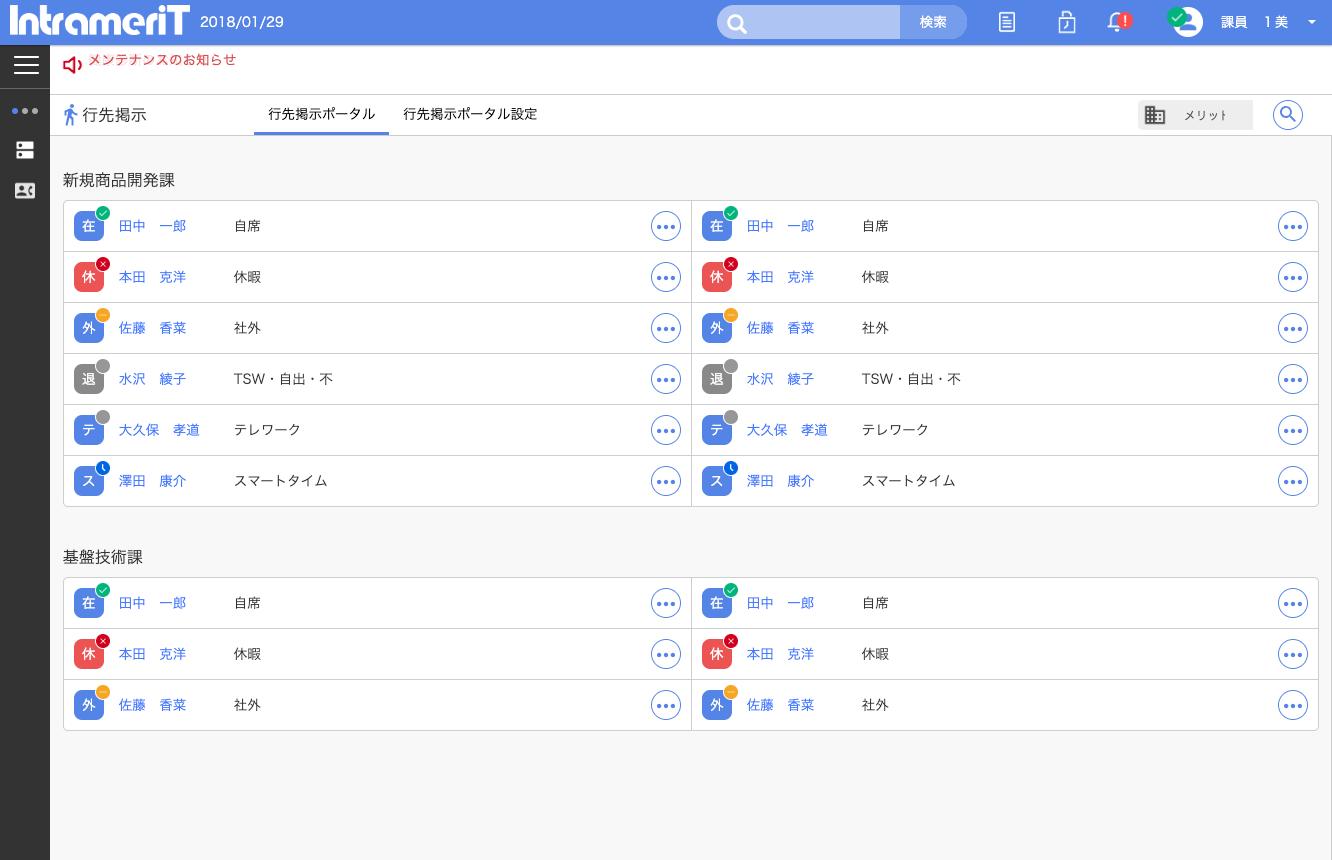 IntrameriT 2018/01/29 検索 ! 課員　1 美
メンテナンスのお知らせ
行先掲示 行先掲示ポータル 行先掲示ポータル設定 メリット
新規商品開発課
在 田中　一郎 自席 在 田中　一郎 自席
休 本田　克洋 休暇 休 本田　克洋 休暇
外 佐藤　香菜 社外 外 佐藤　香菜 社外
退 水沢　綾子 TSW・自出・不 退 水沢　綾子 TSW・自出・不
テ 大久保　孝道 テレワーク テ 大久保　孝道 テレワーク
ス 澤田　康介 スマートタイム ス 澤田　康介 スマートタイム
基盤技術課
在 田中　一郎 自席 在 田中　一郎 自席
休 本田　克洋 休暇 休 本田　克洋 休暇
外 佐藤　香菜 社外 外 佐藤　香菜 社外